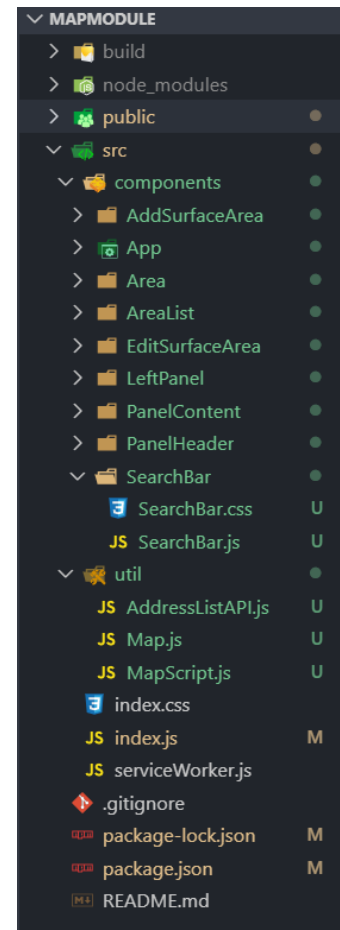 MAPMODULE
build
node_modules
public
src
components
AddSurfaceArea
App
Area
AreaList
EditSurfaceArea
LeftPanel
PanelContent
PanelHeader
SearchBar
SearchBar.css U
JS SearchBar.js U
util
JS AddressListAPI.js U
JS Map.js U
JS MapScript.js U
index.css
JS index.js M
JS serviceWorker.js
.gitignore
package-lock.json M
package.json M
M↓ README.md